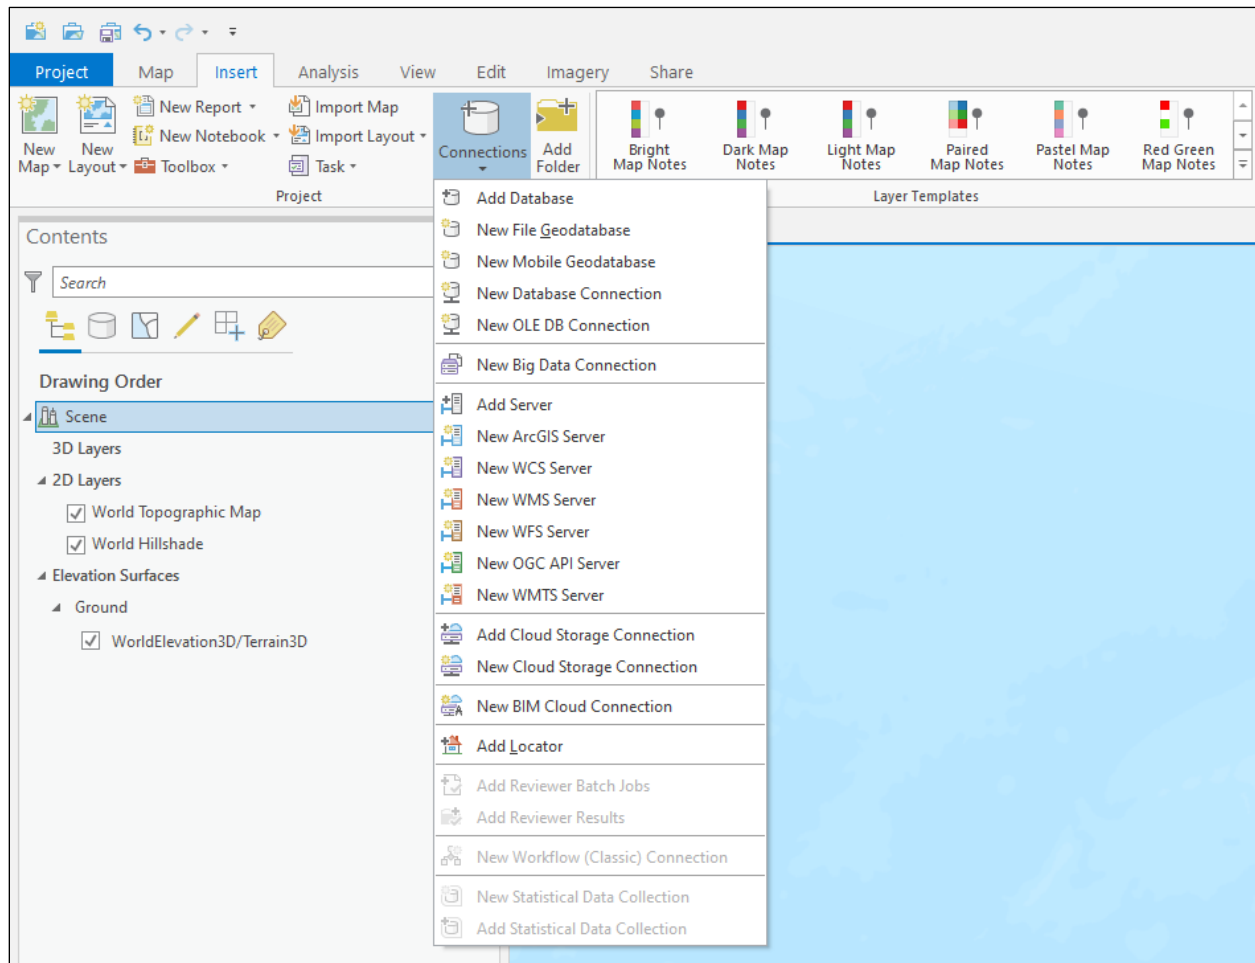 Project Map Insert Analysis View Edit Imagery Share
New Map
New Layout
New Report
New Notebook
Toolbox
Import Map
Import Layout
Task
Connections
Add Folder
Bright Map Notes
Dark Map Notes
Light Map Notes
Paired Map Notes
Pastel Map Notes
Red Green Map Notes
Project
Layer Templates
Contents
Search
Drawing Order
Scene
3D Layers
2D Layers
World Topographic Map
World Hillshade
Elevation Surfaces
Ground
WorldElevation3D/Terrain3D
Add Database
New File Geodatabase
New Mobile Geodatabase
New Database Connection
New OLE DB Connection
New Big Data Connection
Add Server
New ArcGIS Server
New WCS Server
New WMS Server
New WFS Server
New OGC API Server
New WMTS Server
Add Cloud Storage Connection
New Cloud Storage Connection
New BIM Cloud Connection
Add Locator
Add Reviewer Batch Jobs
Add Reviewer Results
New Workflow (Classic) Connection
New Statistical Data Collection
Add Statistical Data Collection